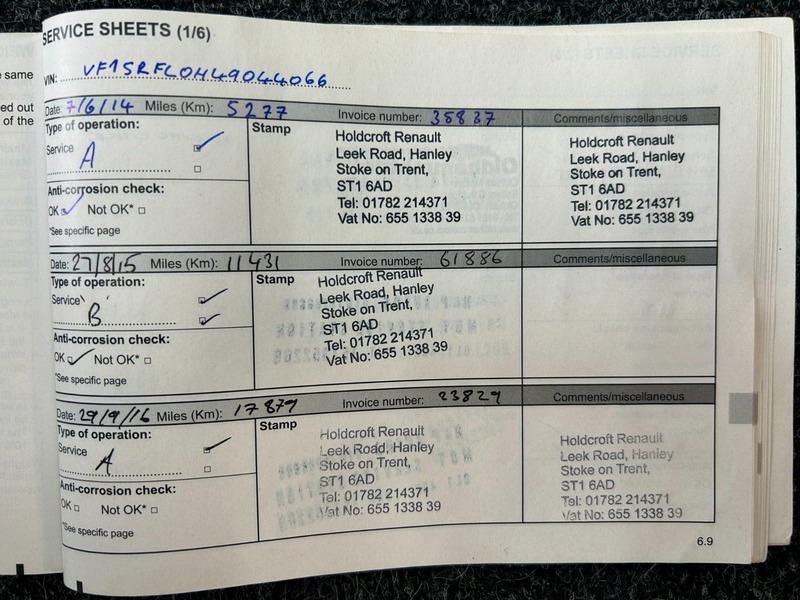 SERVICE SHEETS (1/6)
same
VIN: VF15RFL0H49044066
ed out
of the
Date: 7/6/14 Miles (Km): 5277 Invoice number: 35837 Comments/miscellaneous
Type of operation:
Service
A
Anti-corrosion check:
OK Not OK*
*See specific page
Stamp
Holdcroft Renault
Leek Road, Hanley
Stoke on Trent,
ST1 6AD
Tel: 01782 214371
Vat No: 655 1338 39
Holdcroft Renault
Leek Road, Hanley
Stoke on Trent,
ST1 6AD
Tel: 01782 214371
Vat No: 655 1338 39
Date: 27/8/15 Miles (Km): 11431 Invoice number: 61886 Comments/miscellaneous
Type of operation:
Service
B
Anti-corrosion check:
OK Not OK*
*See specific page
Stamp
Holdcroft Renault
Leek Road, Hanley
Stoke on Trent,
ST1 6AD
Tel: 01782 214371
Vat No: 655 1338 39
Date: 29/9/16 Miles (Km): 17879 Invoice number: 23829 Comments/miscellaneous
Type of operation:
Service
A
Anti-corrosion check:
OK Not OK*
*See specific page
Stamp
Holdcroft Renault
Leek Road, Hanley
Stoke on Trent,
ST1 6AD
Tel: 01782 214371
Vat No: 655 1338 39
Holdcroft Renault
Leek Road, Hanley
Stoke on Trent,
ST1 6AD
Tel: 01782 214371
Vat No: 655 1338 39
6.9